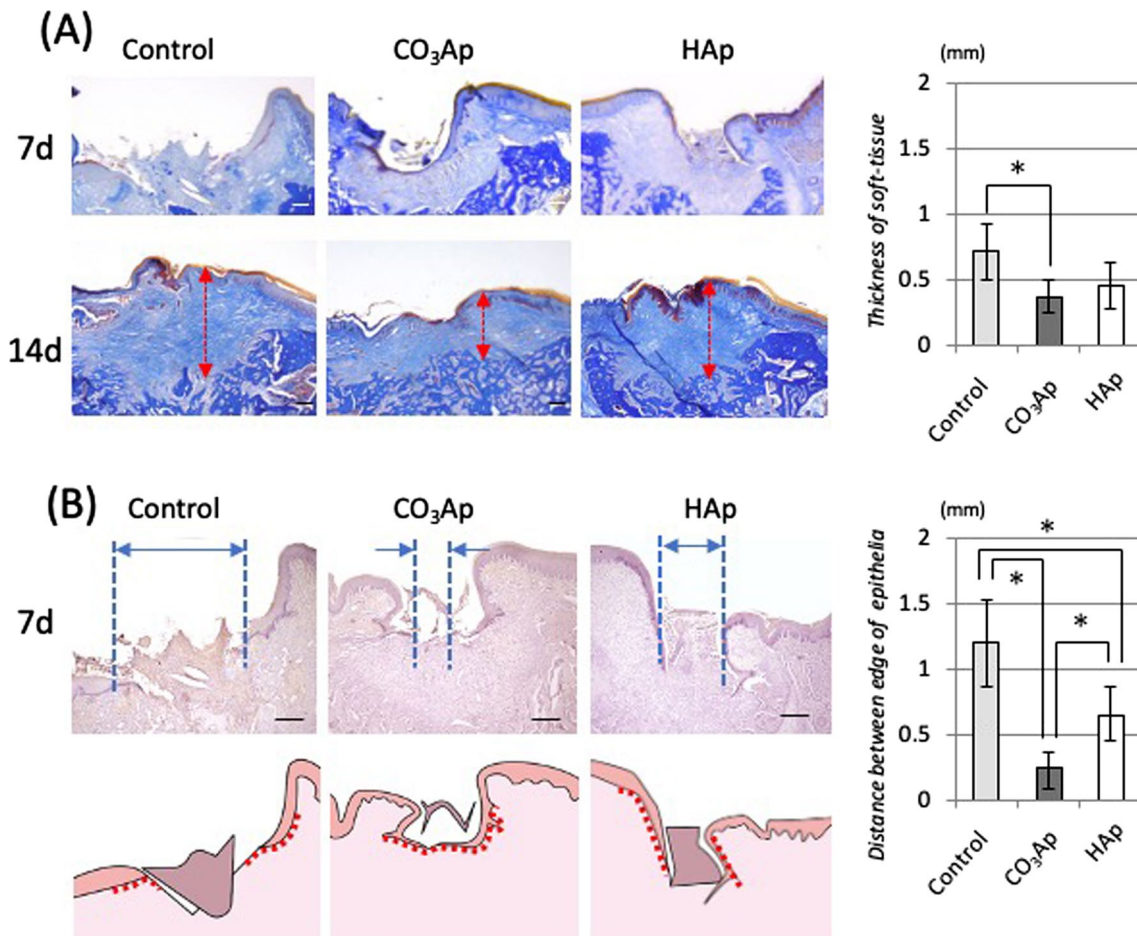 (A)
Control
CO₃Ap
HAp
7d
14d
(mm)
Thickness of soft-tissue
2
1.5
1
0.5
0
*
Control
CO₃Ap
HAp
(B)
Control
CO₃Ap
HAp
7d
(mm)
Distance between edge of epithelia
2
1.5
1
0.5
0
*
*
*
Control
CO₃Ap
HAp